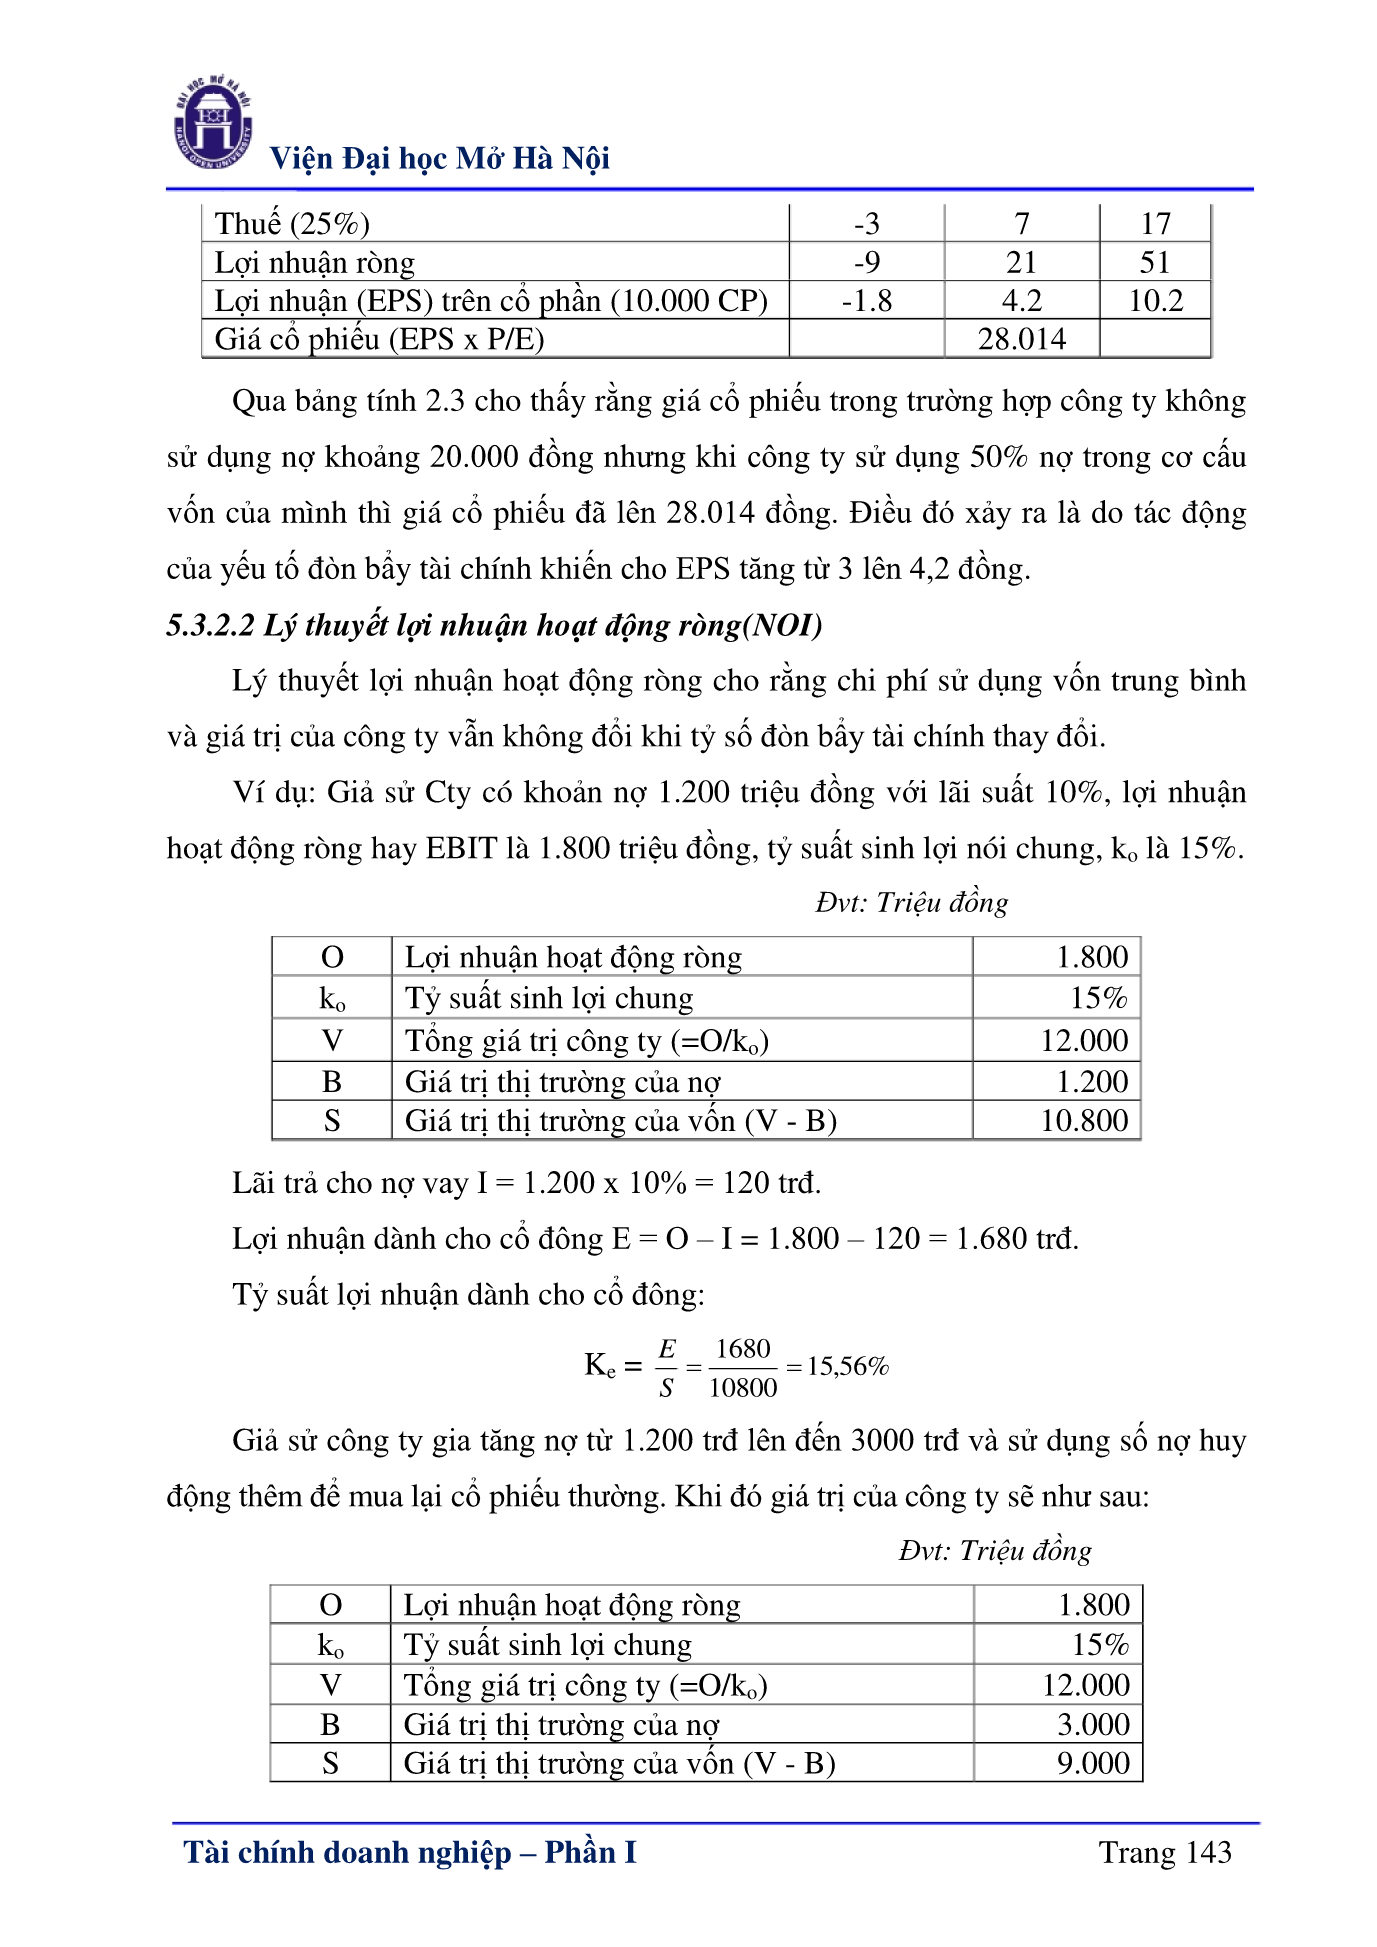 ĐẠI HỌC MỞ HÀ NỘI
HANOI OPEN UNIVERSITY
Viện Đại học Mở Hà Nội
Thuế (25%) -3 7 17
Lợi nhuận ròng -9 21 51
Lợi nhuận (EPS) trên cổ phần (10.000 CP) -1.8 4.2 10.2
Giá cổ phiếu (EPS x P/E) 28.014
Qua bảng tính 2.3 cho thấy rằng giá cổ phiếu trong trường hợp công ty không
sử dụng nợ khoảng 20.000 đồng nhưng khi công ty sử dụng 50% nợ trong cơ cấu
vốn của mình thì giá cổ phiếu đã lên 28.014 đồng. Điều đó xảy ra là do tác động
của yếu tố đòn bẩy tài chính khiến cho EPS tăng từ 3 lên 4,2 đồng.
5.3.2.2 Lý thuyết lợi nhuận hoạt động ròng(NOI)
Lý thuyết lợi nhuận hoạt động ròng cho rằng chi phí sử dụng vốn trung bình
và giá trị của công ty vẫn không đổi khi tỷ số đòn bẩy tài chính thay đổi.
Ví dụ: Giả sử Cty có khoản nợ 1.200 triệu đồng với lãi suất 10%, lợi nhuận
hoạt động ròng hay EBIT là 1.800 triệu đồng, tỷ suất sinh lợi nói chung, kₒ là 15%.
Đvt: Triệu đồng
O Lợi nhuận hoạt động ròng 1.800
kₒ Tỷ suất sinh lợi chung 15%
V Tổng giá trị công ty (=O/kₒ) 12.000
B Giá trị thị trường của nợ 1.200
S Giá trị thị trường của vốn (V - B) 10.800
Lãi trả cho nợ vay I = 1.200 x 10% = 120 trđ.
Lợi nhuận dành cho cổ đông E = O – I = 1.800 – 120 = 1.680 trđ.
Tỷ suất lợi nhuận dành cho cổ đông:
Kₑ = E/S = 1680/10800 = 15,56%
Giả sử công ty gia tăng nợ từ 1.200 trđ lên đến 3000 trđ và sử dụng số nợ huy
động thêm để mua lại cổ phiếu thường. Khi đó giá trị của công ty sẽ như sau:
Đvt: Triệu đồng
O Lợi nhuận hoạt động ròng 1.800
kₒ Tỷ suất sinh lợi chung 15%
V Tổng giá trị công ty (=O/kₒ) 12.000
B Giá trị thị trường của nợ 3.000
S Giá trị thị trường của vốn (V - B) 9.000
Tài chính doanh nghiệp – Phần I Trang 143